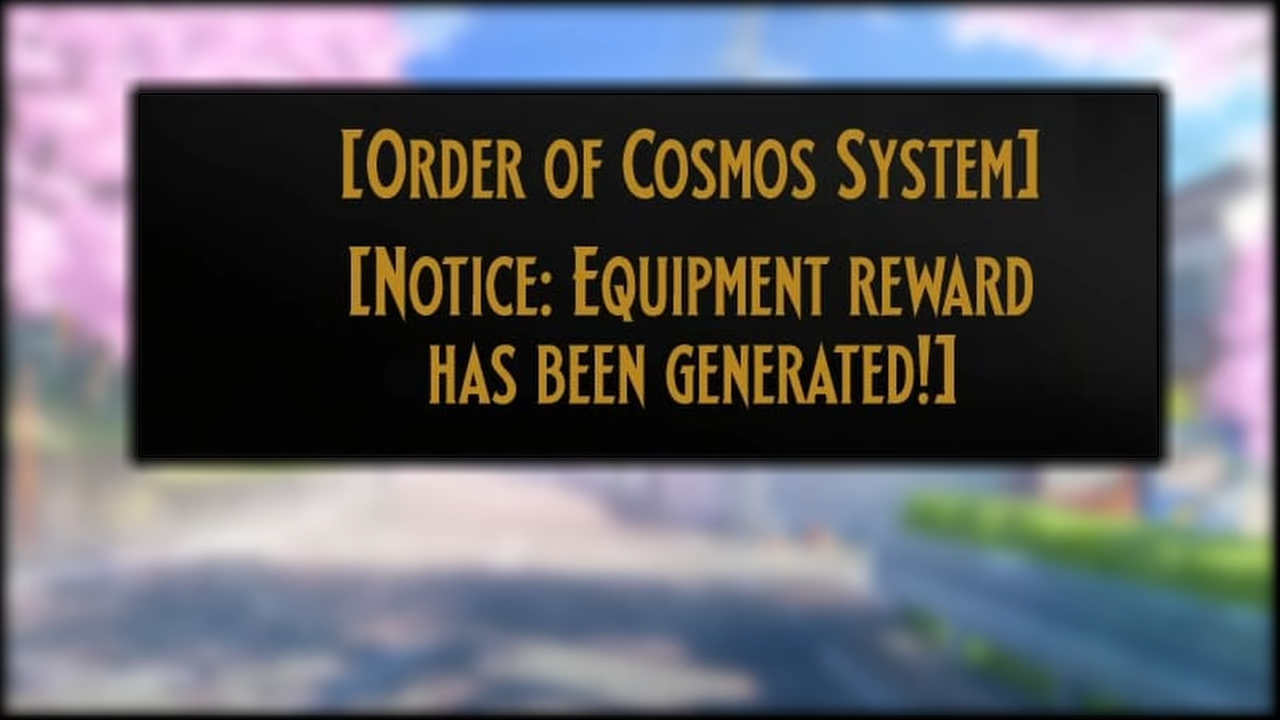 [Order of Cosmos System]
[Notice: Equipment reward
has been generated!]